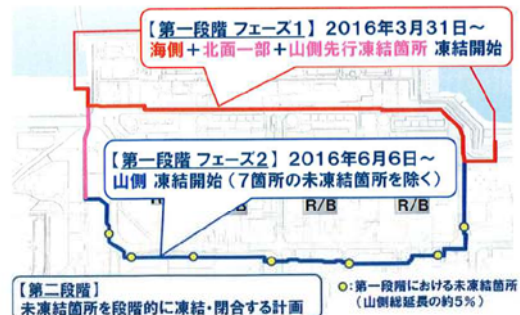 【第一段階 フェーズ1】 2016年3月31日~
海側+北面一部+山側先行凍結箇所 凍結開始
【第一段階 フェーズ2】 2016年6月6日~
山側 凍結開始(7箇所の未凍結箇所を除く)
R/B R/B
【第二段階】
未凍結箇所を段階的に凍結・閉合する計画
○:第一段階における未凍結箇所
(山側総延長の約5%)